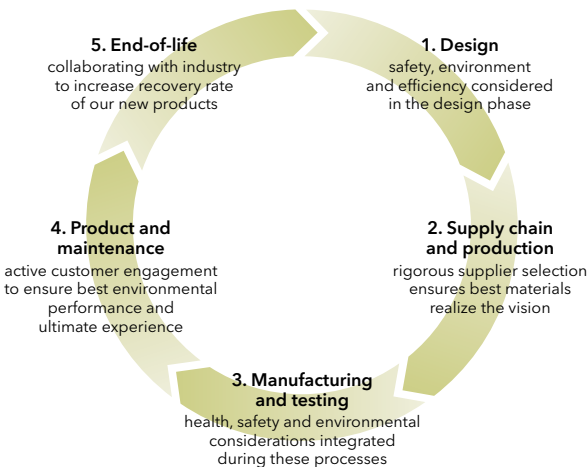 1. Design
safety, environment
and efficiency considered
in the design phase
2. Supply chain
and production
rigorous supplier selection
ensures best materials
realize the vision
3. Manufacturing
and testing
health, safety and environmental
considerations integrated
during these processes
4. Product and
maintenance
active customer engagement
to ensure best environmental
performance and
ultimate experience
5. End-of-life
collaborating with industry
to increase recovery rate
of our new products